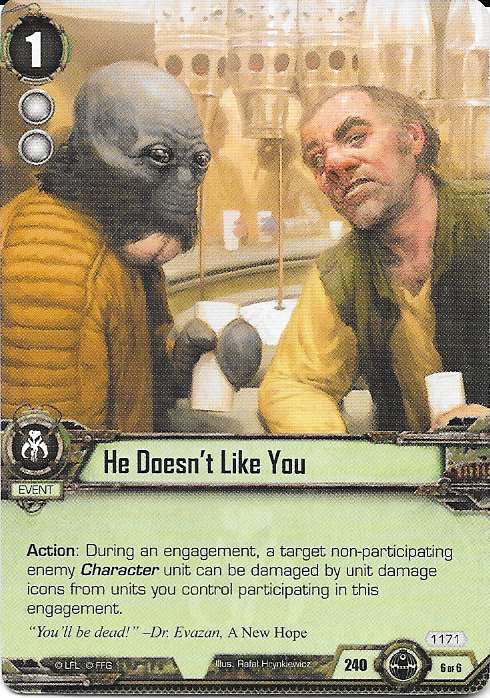 1
He Doesn't Like You
EVENT
Action: During an engagement, a target non-participating
enemy Character unit can be damaged by unit damage
icons from units you control participating in this
engagement.
"You'll be dead!" –Dr. Evazan, A New Hope
1171
© LFL © FFG
Illus. Rafał Hrynkiewicz
240
6 OF 6